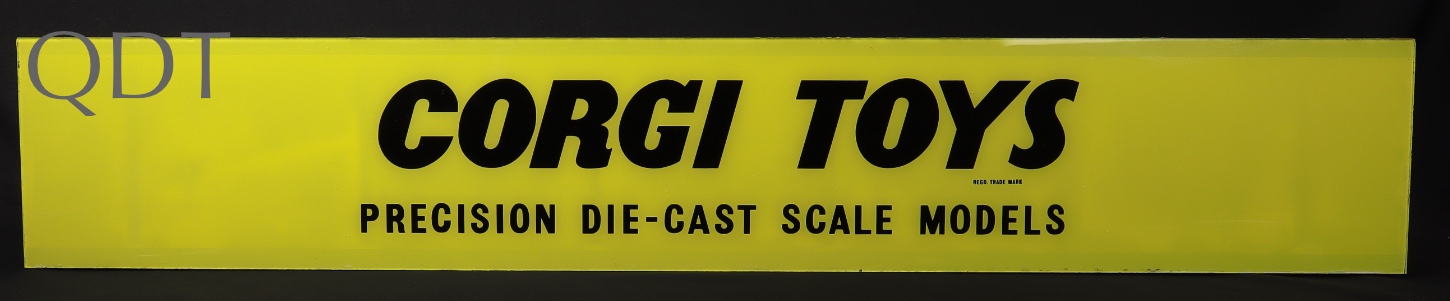 QDT
CORGI TOYS
REGD. TRADE MARK
PRECISION DIE-CAST SCALE MODELS